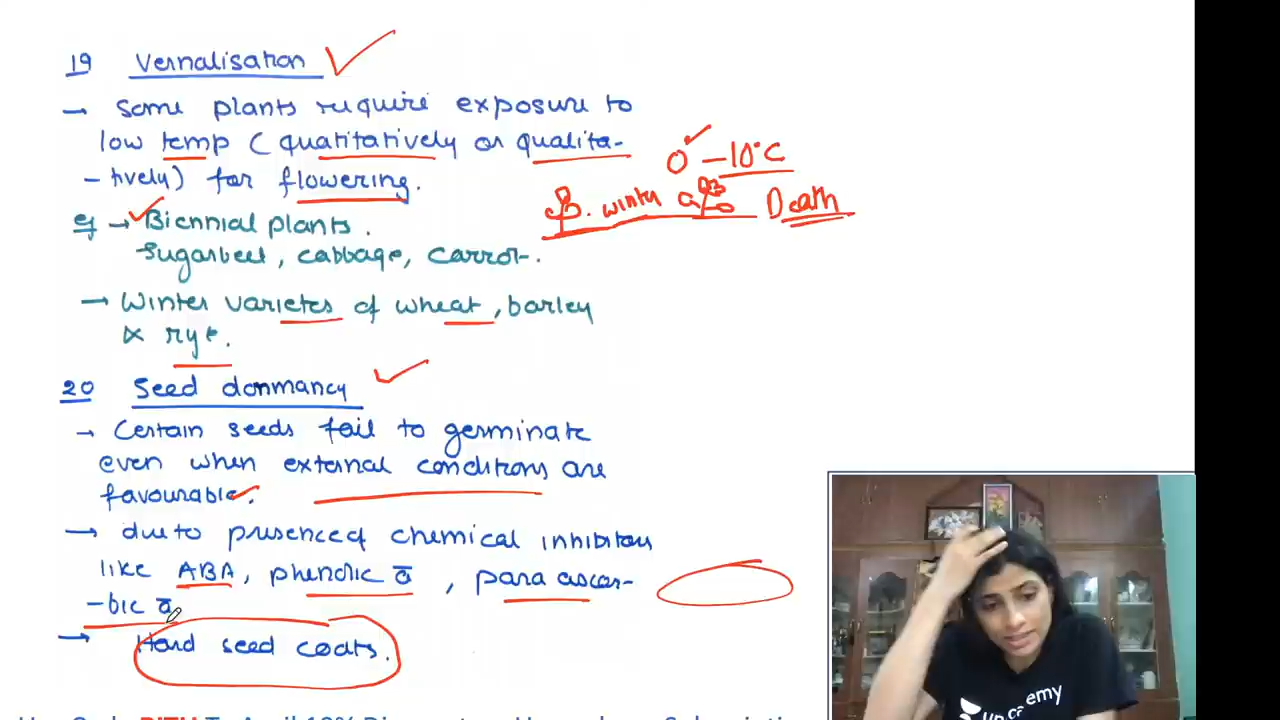 19 Vernalisation
→ Some plants require exposure to
low temp (quatitatively or qualita-
-tively) for flowering.
0 - 10°C
B. winter Death
eg → Biennial plants.
Sugarbeet, cabbage, carrot.
→ Winter varietes of wheat, barley
& rye.
20 Seed dormancy
→ Certain seeds fail to germinate
even when external conditions are
favourable.
→ due to presence of chemical inhibitors
like ABA, phenolic ā, para ascor-
-bic ā
→ Hard seed coats.